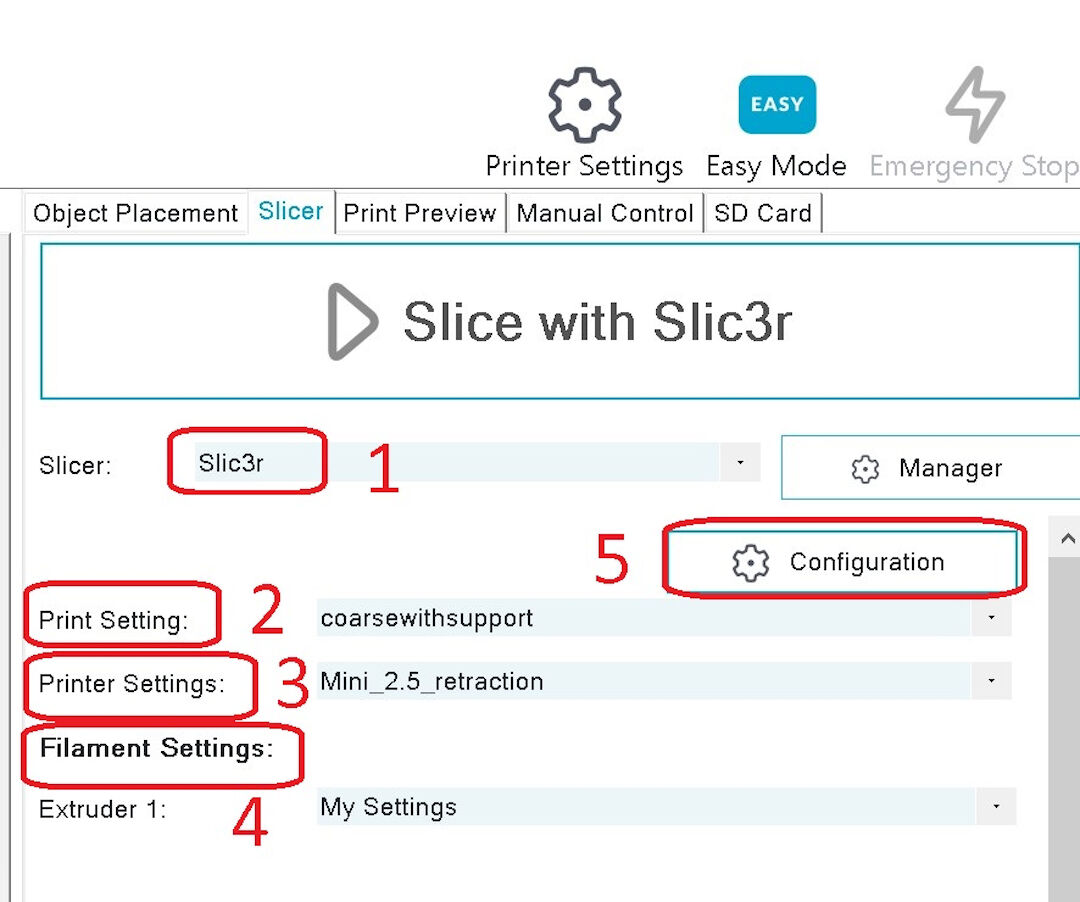 EASY
Printer Settings Easy Mode Emergency Stop
Object Placement Slicer Print Preview Manual Control SD Card
Slice with Slic3r
Slicer: Slic3r 1 Manager
5 Configuration
Print Setting: 2 coarsewithsupport
Printer Settings: 3 Mini_2.5_retraction
Filament Settings:
Extruder 1: 4 My Settings